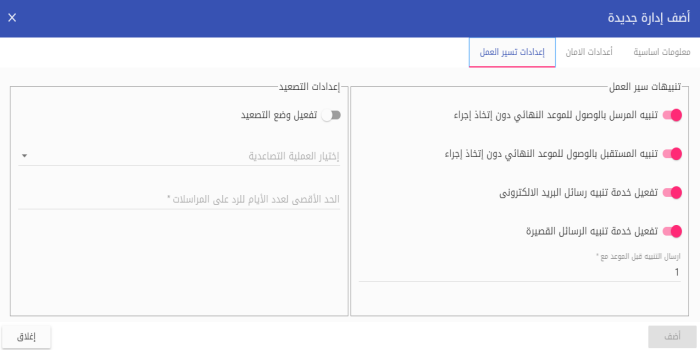 أضف إدارة جديدة
معلومات اساسية
أعدادات الامان
إعدادات تسير العمل
تنبيهات سير العمل
تنبيه المرسل بالوصول للموعد النهائي دون إتخاذ إجراء
تنبيه المستقبل بالوصول للموعد النهائي دون إتخاذ إجراء
تفعيل خدمة تنبيه رسائل البريد الالكترونى
تفعيل خدمة تنبيه الرسائل القصيرة
ارسال التنبيه قبل الموعد مع *
1
إعدادات التصعيد
تفعيل وضع التصعيد
إختيار العملية التصاعدية
الحد الأقصى لعدد الأيام للرد على المراسلات *
أضف
إغلاق